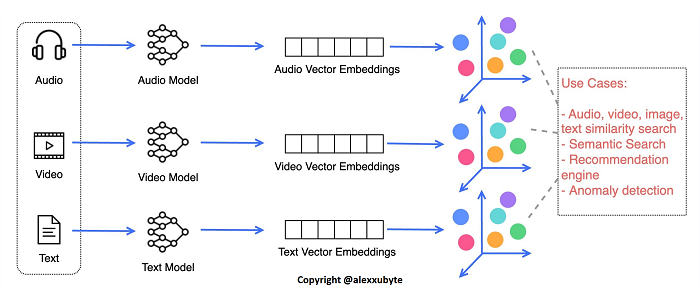 Audio
Audio Model
Audio Vector Embeddings
Video
Video Model
Video Vector Embeddings
Text
Text Model
Text Vector Embeddings
Use Cases:
- Audio, video, image,
text similarity search
- Semantic Search
- Recommendation
engine
- Anomaly detection
Copyright @alexxubyte